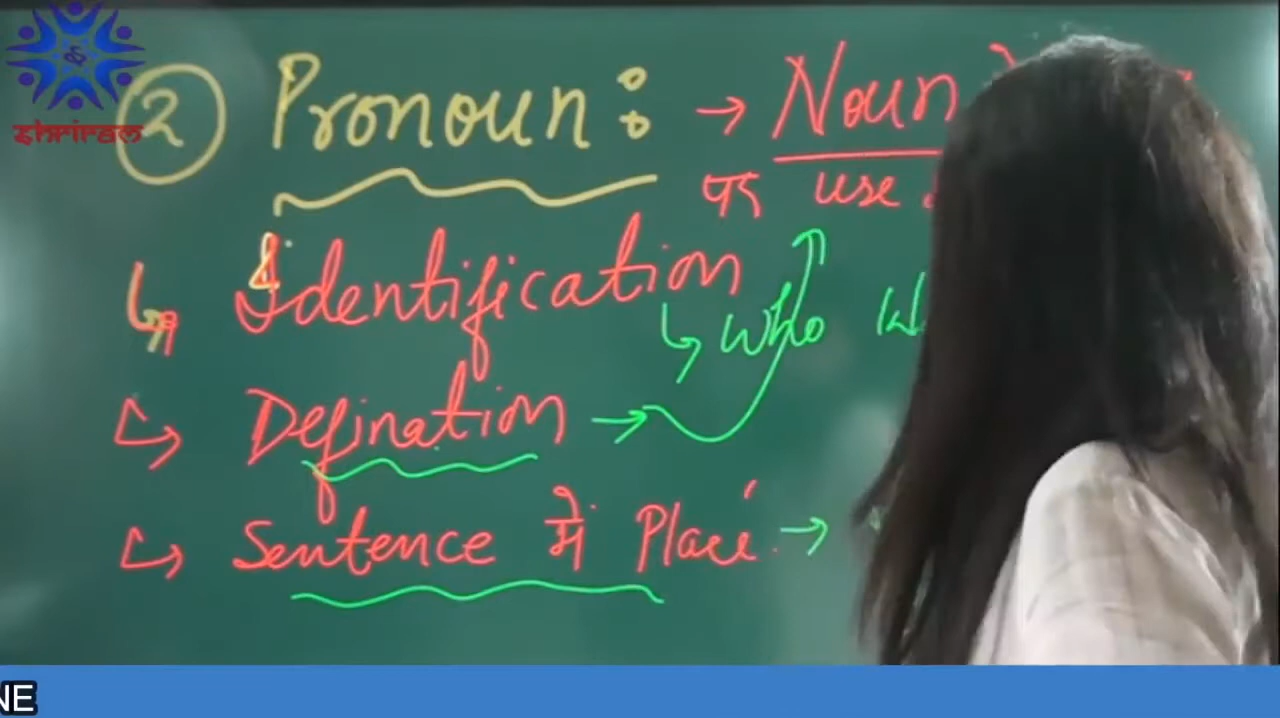 shriram
② Pronoun : → Noun
पर use
↳ Identification
↳ Who
↳ Defination →
↳ Sentence में Place →
NE